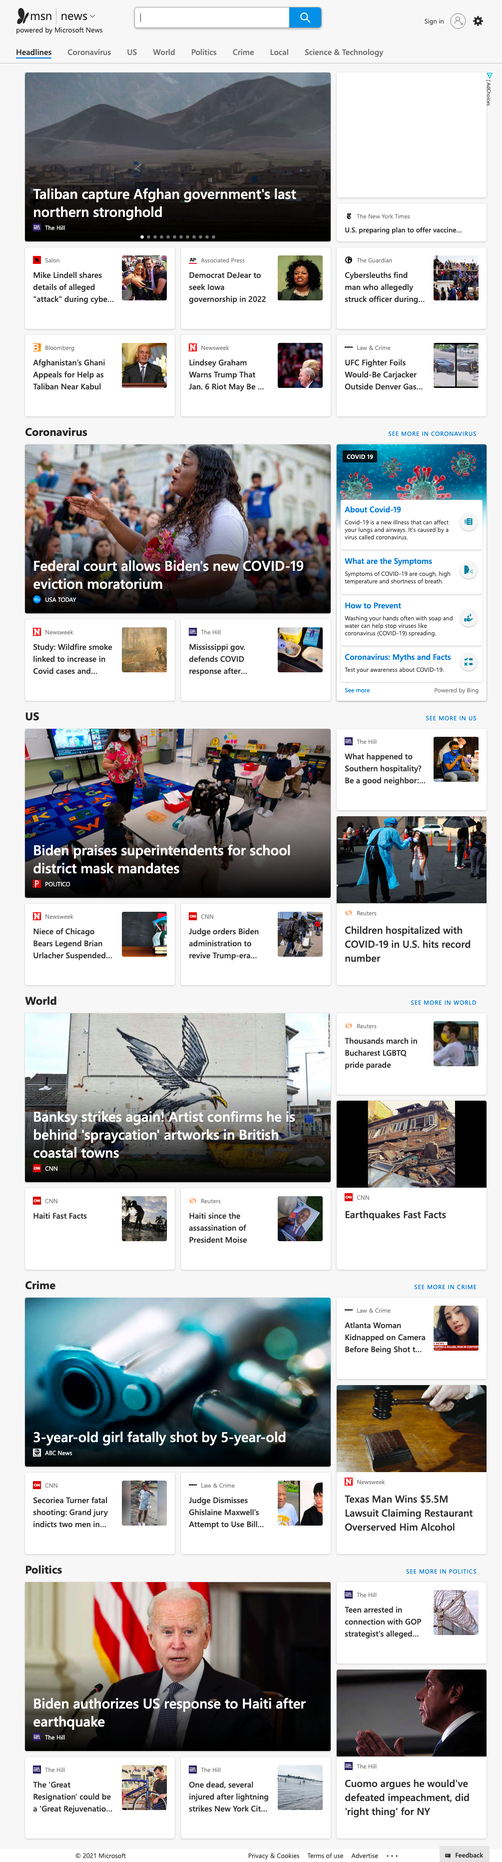 msn | news
powered by Microsoft News
Sign in
Headlines Coronavirus US World Politics Crime Local Science & Technology
AdChoices
Taliban capture Afghan government's last
northern stronghold
The Hill
The New York Times
U.S. preparing plan to offer vaccine...
Salon
Mike Lindell shares
details of alleged
"attack" during cybe...
Associated Press
Democrat DeJear to
seek Iowa
governorship in 2022
The Guardian
Cybersleuths find
man who allegedly
struck officer during...
Bloomberg
Afghanistan's Ghani
Appeals for Help as
Taliban Near Kabul
Newsweek
Lindsey Graham
Warns Trump That
Jan. 6 Riot May Be ...
Law & Crime
UFC Fighter Foils
Would-Be Carjacker
Outside Denver Gas...
Coronavirus
SEE MORE IN CORONAVIRUS
Federal court allows Biden's new COVID-19
eviction moratorium
USA TODAY
COVID 19
About Covid-19
Covid-19 is a new illness that can affect
your lungs and airways. It's caused by a
virus called coronavirus.
What are the Symptoms
Symptoms of COVID-19 are cough, high
temperature and shortness of breath.
How to Prevent
Washing your hands often with soap and
water can help stop viruses like
coronavirus (COVID-19) spreading.
Coronavirus: Myths and Facts
Test your awareness about COVID-19.
See more
Powered by Bing
Newsweek
Study: Wildfire smoke
linked to increase in
Covid cases and...
The Hill
Mississippi gov.
defends COVID
response after...
US
SEE MORE IN US
Biden praises superintendents for school
district mask mandates
POLITICO
The Hill
What happened to
Southern hospitality?
Be a good neighbor:...
Reuters
Children hospitalized with
COVID-19 in U.S. hits record
number
Newsweek
Niece of Chicago
Bears Legend Brian
Urlacher Suspended...
CNN
Judge orders Biden
administration to
revive Trump-era...
World
SEE MORE IN WORLD
Banksy strikes again! Artist confirms he is
behind 'spraycation' artworks in British
coastal towns
CNN
Reuters
Thousands march in
Bucharest LGBTQ
pride parade
CNN
Earthquakes Fast Facts
CNN
Haiti Fast Facts
Reuters
Haiti since the
assassination of
President Moise
Crime
SEE MORE IN CRIME
3-year-old girl fatally shot by 5-year-old
ABC News
Law & Crime
Atlanta Woman
Kidnapped on Camera
Before Being Shot t...
Newsweek
Texas Man Wins $5.5M
Lawsuit Claiming Restaurant
Overserved Him Alcohol
CNN
Secoriea Turner fatal
shooting: Grand jury
indicts two men in...
Law & Crime
Judge Dismisses
Ghislaine Maxwell's
Attempt to Use Bill...
Politics
SEE MORE IN POLITICS
Biden authorizes US response to Haiti after
earthquake
The Hill
The Hill
Teen arrested in
connection with GOP
strategist's alleged...
The Hill
Cuomo argues he would've
defeated impeachment, did
'right thing' for NY
The Hill
The 'Great
Resignation' could be
a 'Great Rejuvenatio...
The Hill
One dead, several
injured after lightning
strikes New York Cit...
© 2021 Microsoft
Privacy & Cookies Terms of use Advertise ...
Feedback